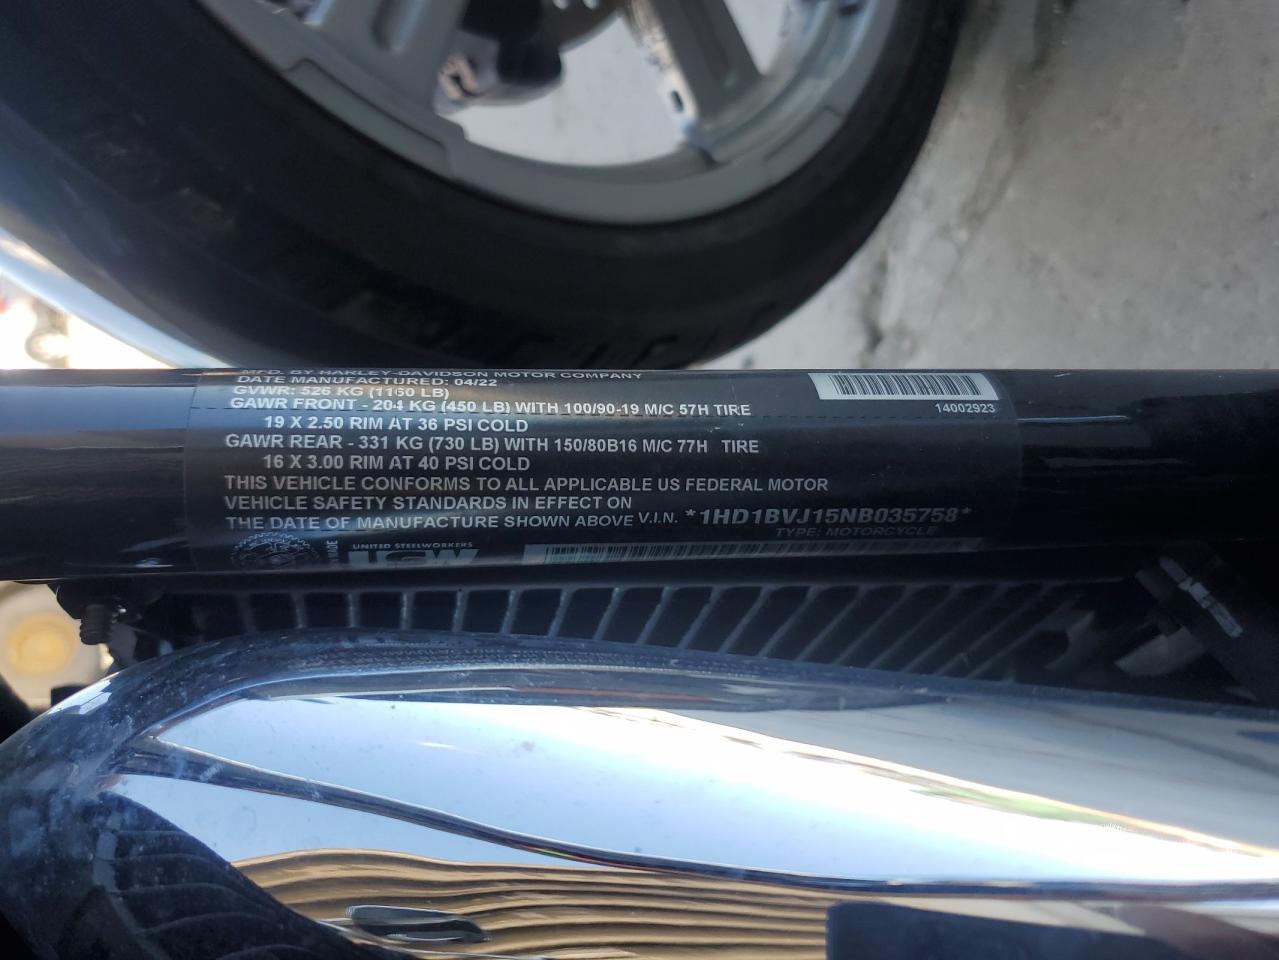 MFD. BY HARLEY-DAVIDSON MOTOR COMPANY
DATE MANUFACTURED: 04/22
GVWR: 526 KG (1160 LB)
GAWR FRONT - 204 KG (450 LB) WITH 100/90-19 M/C 57H TIRE
19 X 2.50 RIM AT 36 PSI COLD
GAWR REAR - 331 KG (730 LB) WITH 150/80B16 M/C 77H TIRE
16 X 3.00 RIM AT 40 PSI COLD
THIS VEHICLE CONFORMS TO ALL APPLICABLE US FEDERAL MOTOR
VEHICLE SAFETY STANDARDS IN EFFECT ON
THE DATE OF MANUFACTURE SHOWN ABOVE V.I.N. *1HD1BVJ15NB035758*
TYPE: MOTORCYCLE
UNITED STEELWORKERS
USW
14002923